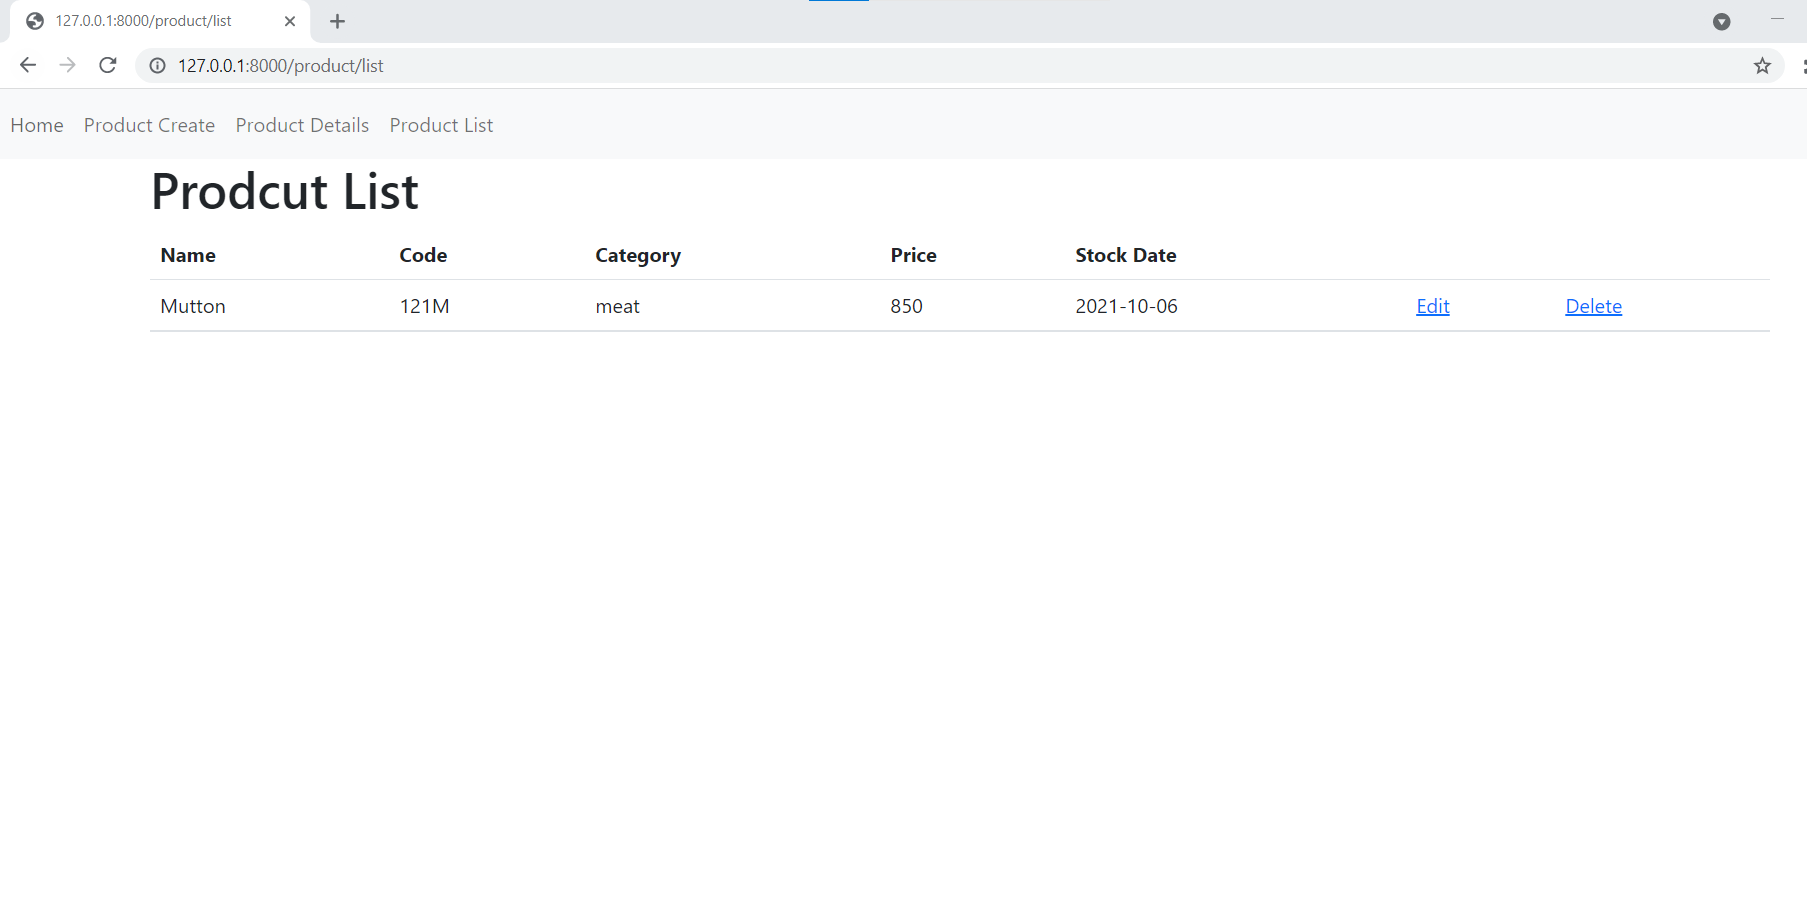 127.0.0.1:8000/product/list
127.0.0.1:8000/product/list
Home Product Create Product Details Product List
Prodcut List
Name Code Category Price Stock Date
Mutton 121M meat 850 2021-10-06 Edit Delete